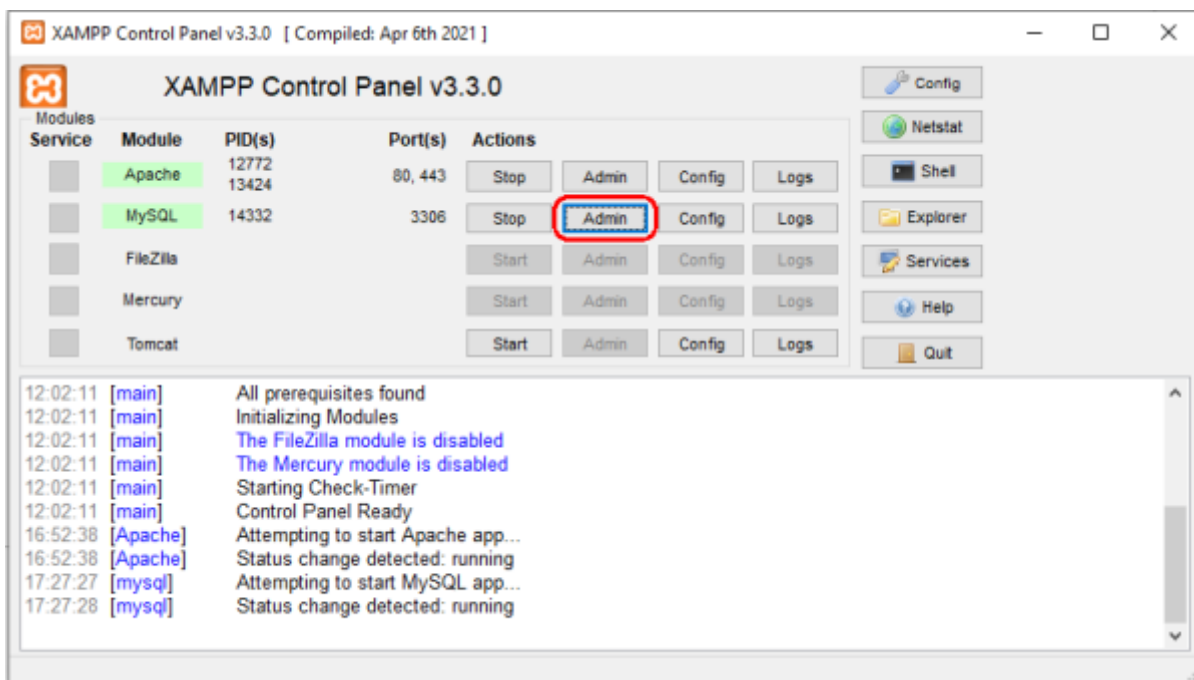 XAMPP Control Panel v3.3.0 [ Compiled: Apr 6th 2021 ]
XAMPP Control Panel v3.3.0
Config
Modules
Service Module PID(s) Port(s) Actions
Netstat
Apache 12772 13424 80, 443 Stop Admin Config Logs
Shell
MySQL 14332 3306 Stop Admin Config Logs
Explorer
FileZilla Start Admin Config Logs
Services
Mercury Start Admin Config Logs
Help
Tomcat Start Admin Config Logs
Quit
12:02:11 [main] All prerequisites found
12:02:11 [main] Initializing Modules
12:02:11 [main] The FileZilla module is disabled
12:02:11 [main] The Mercury module is disabled
12:02:11 [main] Starting Check-Timer
12:02:11 [main] Control Panel Ready
16:52:38 [Apache] Attempting to start Apache app...
16:52:38 [Apache] Status change detected: running
17:27:27 [mysql] Attempting to start MySQL app...
17:27:28 [mysql] Status change detected: running